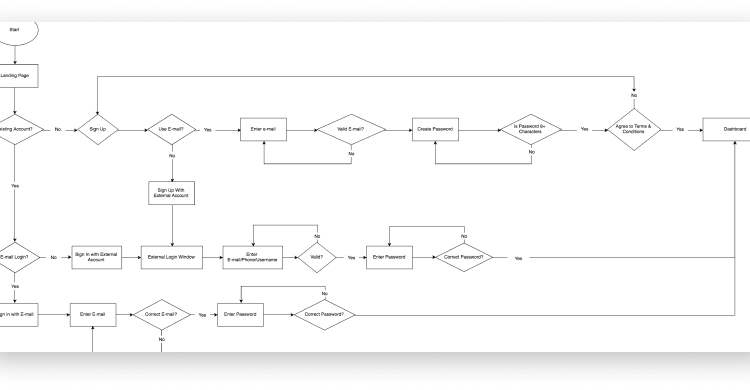 Start
Landing Page
isting Account?
No
Sign Up
Use E-mail?
Yes
Enter e-mail
Valid E-mail?
No
Create Password
Is Password 8+
Characters
No
Yes
Agree to Terms &
Conditions
No
Yes
Dashboard
No
Sign Up With
External Account
Yes
E-mail Login?
No
Sign In with External
Account
External Login Window
Enter
E-mail/Phone/Username
No
Valid?
Yes
Enter Password
No
Correct Password?
Yes
Yes
gn in with E-mail
Enter E-mail
Correct E-mail?
Yes
Enter Password
No
Correct Password?
No